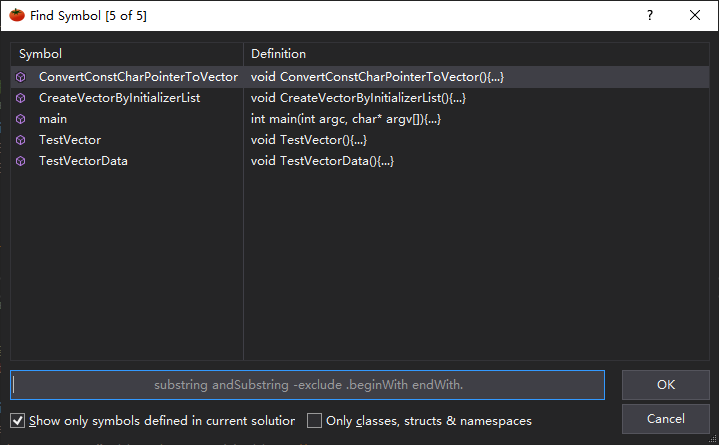 Find Symbol [5 of 5]
?
Symbol Definition
ConvertConstCharPointerToVector void ConvertConstCharPointerToVector(){...}
CreateVectorByInitializerList void CreateVectorByInitializerList(){...}
main int main(int argc, char* argv[]){...}
TestVector void TestVector(){...}
TestVectorData void TestVectorData(){...}
substring andSubstring -exclude .beginWith endWith.
OK
Show only symbols defined in current solutior Only classes, structs & namespaces
Cancel